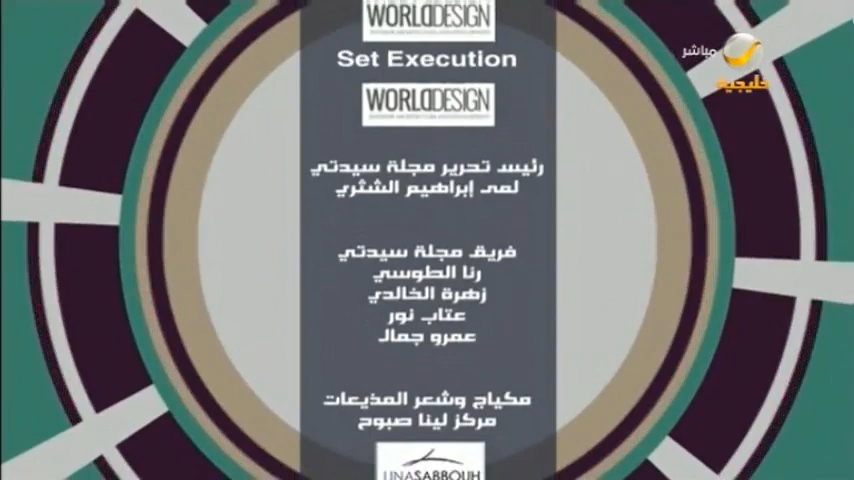 WORLDDESIGN
Set Execution
WORLDDESIGN
رئيس تحرير مجلة سيدتي
لمى إبراهيم الشثري
فريق مجلة سيدتي
رنا الطوسي
زهرة الخالدي
عتاب نور
عمرو جمال
مكياج وشعر المذيعات
مركز لينا صبوح
LINASABBOUH
مباشر
خليجية